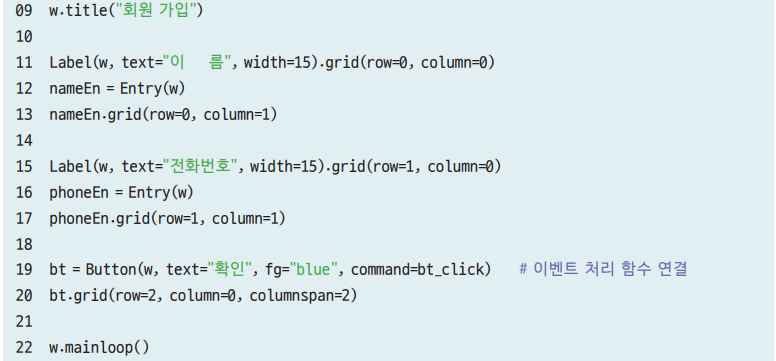 09 w.title("회원 가입")
10
11 Label(w, text="이   름", width=15).grid(row=0, column=0)
12 nameEn = Entry(w)
13 nameEn.grid(row=0, column=1)
14
15 Label(w, text="전화번호", width=15).grid(row=1, column=0)
16 phoneEn = Entry(w)
17 phoneEn.grid(row=1, column=1)
18
19 bt = Button(w, text="확인", fg="blue", command=bt_click)   # 이벤트 처리 함수 연결
20 bt.grid(row=2, column=0, columnspan=2)
21
22 w.mainloop()